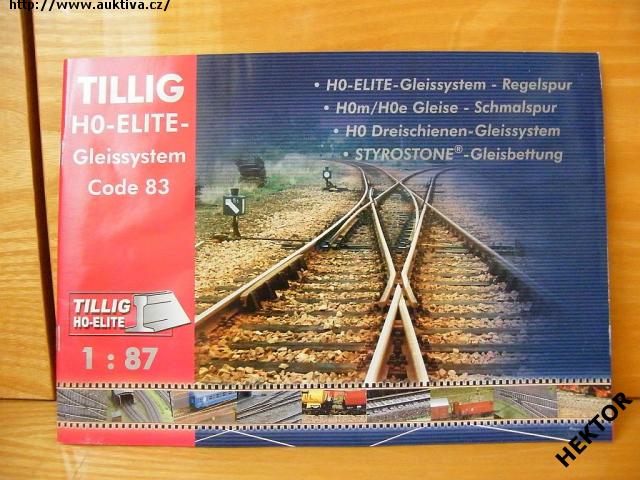 http://www.auktiva.cz/
TILLIG
H0-ELITE-
Gleissystem
Code 83
• H0-ELITE-Gleissystem - Regelspur
• H0m/H0e Gleise - Schmalspur
• H0 Dreischienen-Gleissystem
• STYROSTONE®-Gleisbettung
TILLIG
H0-ELITE
1 : 87
HEKTOR